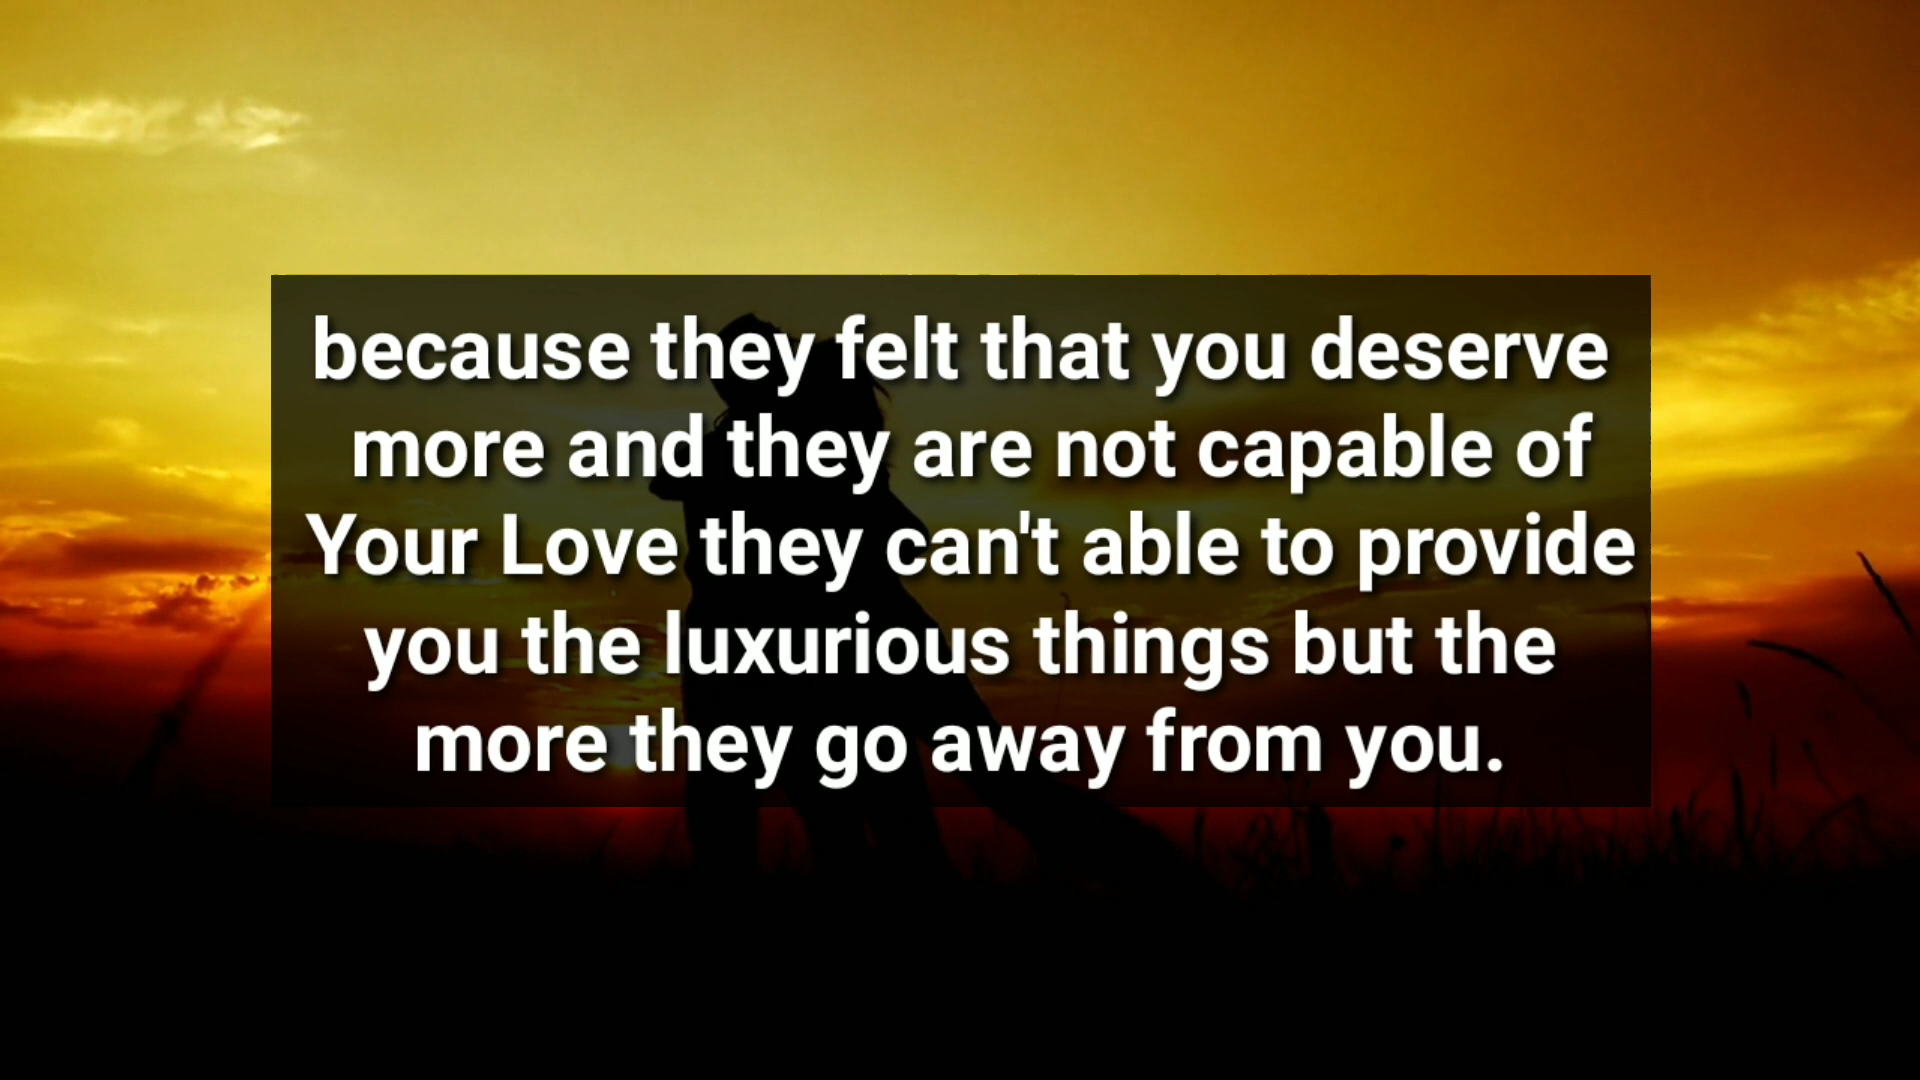 because they felt that you deserve
more and they are not capable of
Your Love they can't able to provide
you the luxurious things but the
more they go away from you.